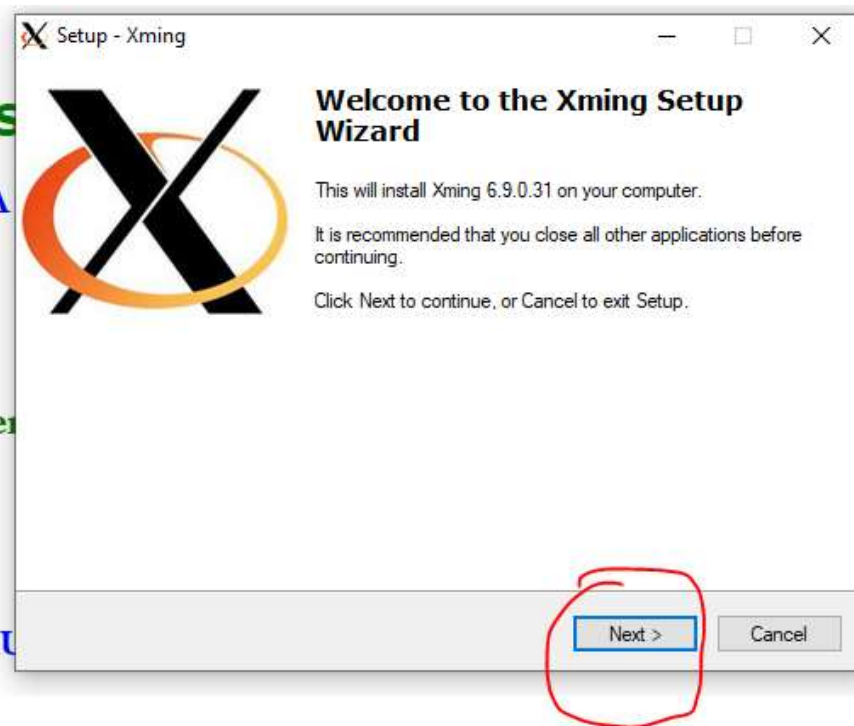 Setup - Xming
Welcome to the Xming Setup
Wizard
This will install Xming 6.9.0.31 on your computer.
It is recommended that you close all other applications before
continuing.
Click Next to continue, or Cancel to exit Setup.
Next >
Cancel